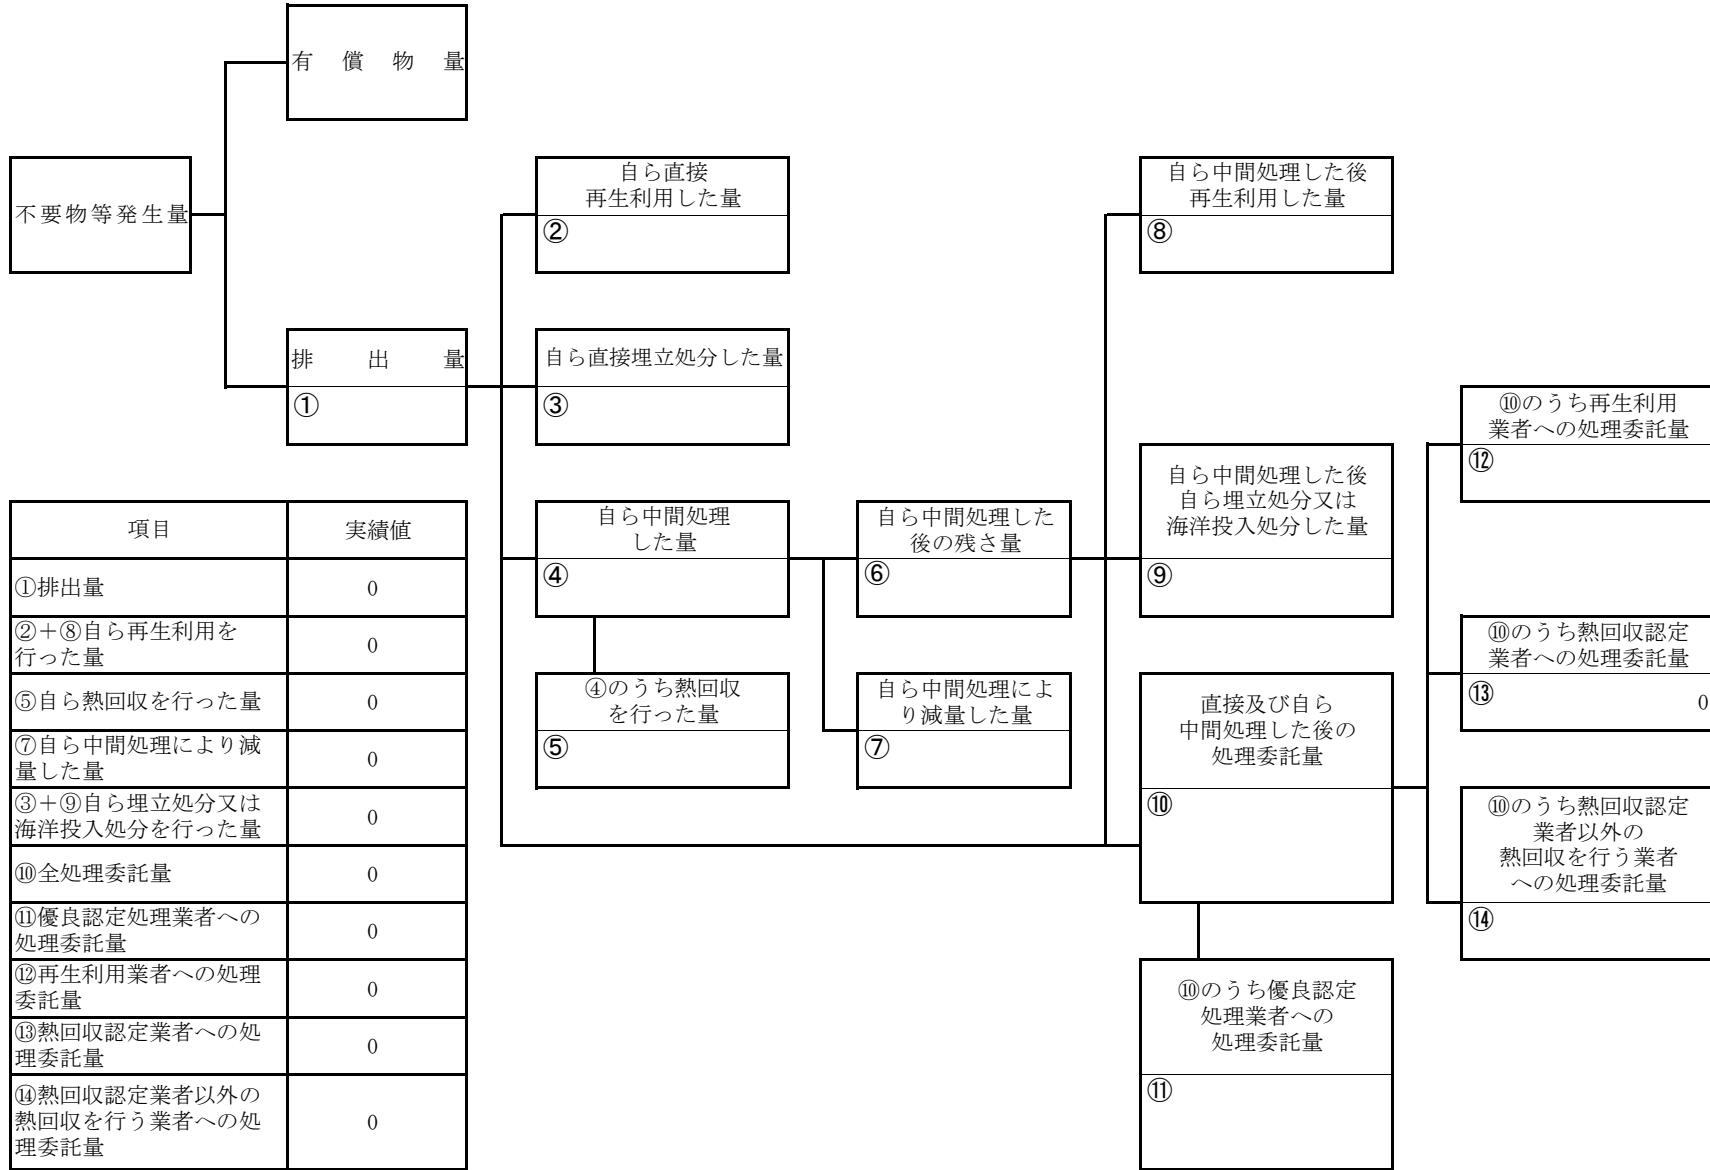 有償物量
不要物等発生量
排出量
①
自ら直接
再生利用した量
②
自ら直接埋立処分した量
③
自ら中間処理
した量
④
④のうち熱回収
を行った量
⑤
自ら中間処理した
後の残さ量
⑥
自ら中間処理によ
り減量した量
⑦
自ら中間処理した後
再生利用した量
⑧
自ら中間処理した後
自ら埋立処分又は
海洋投入処分した量
⑨
直接及び自ら
中間処理した後の
処理委託量
⑩
⑩のうち優良認定
処理業者への
処理委託量
⑪
⑩のうち再生利用
業者への処理委託量
⑫
⑩のうち熱回収認定
業者への処理委託量
⑬ 0
⑩のうち熱回収認定
業者以外の
熱回収を行う業者
への処理委託量
⑭
項目 実績値
①排出量 0
②＋⑧自ら再生利用を
行った量 0
⑤自ら熱回収を行った量 0
⑦自ら中間処理により減
量した量 0
③＋⑨自ら埋立処分又は
海洋投入処分を行った量 0
⑩全処理委託量 0
⑪優良認定処理業者への
処理委託量 0
⑫再生利用業者への処理
委託量 0
⑬熱回収認定業者への処
理委託量 0
⑭熱回収認定業者以外の
熱回収を行う業者への処
理委託量 0